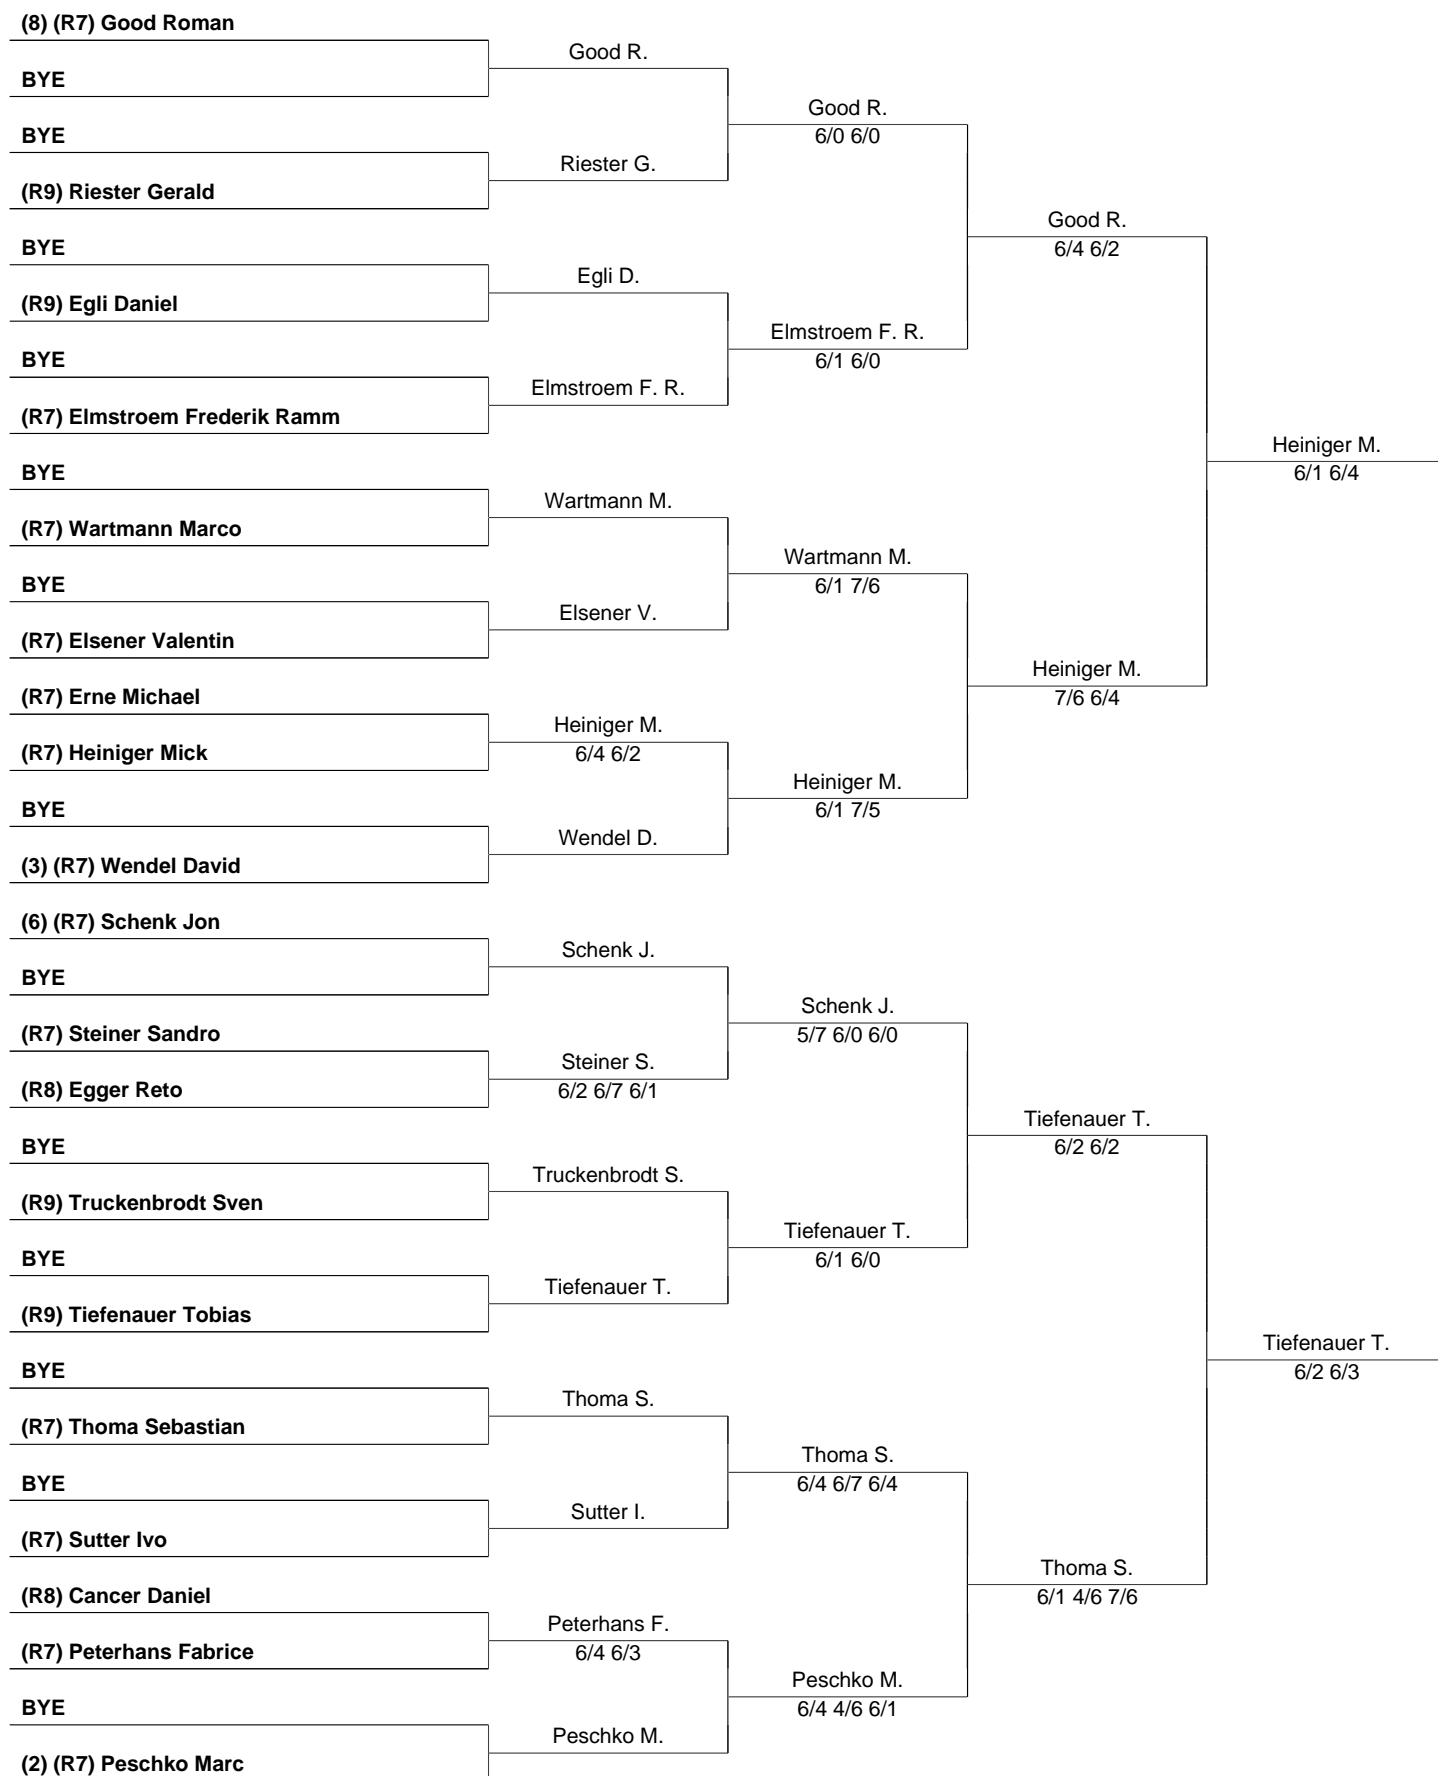 (8) (R7) Good Roman
Good R.
BYE
Good R.
6/0 6/0
BYE
Riester G.
(R9) Riester Gerald
Good R.
6/4 6/2
BYE
Egli D.
(R9) Egli Daniel
Elmstroem F. R.
6/1 6/0
BYE
Elmstroem F. R.
(R7) Elmstroem Frederik Ramm
Heiniger M.
6/1 6/4
BYE
Wartmann M.
(R7) Wartmann Marco
Wartmann M.
6/1 7/6
BYE
Elsener V.
(R7) Elsener Valentin
Heiniger M.
7/6 6/4
(R7) Erne Michael
Heiniger M.
6/4 6/2
(R7) Heiniger Mick
Heiniger M.
6/1 7/5
BYE
Wendel D.
(3) (R7) Wendel David
(6) (R7) Schenk Jon
Schenk J.
BYE
Schenk J.
5/7 6/0 6/0
(R7) Steiner Sandro
Steiner S.
6/2 6/7 6/1
(R8) Egger Reto
Tiefenauer T.
6/2 6/2
BYE
Truckenbrodt S.
(R9) Truckenbrodt Sven
Tiefenauer T.
6/1 6/0
BYE
Tiefenauer T.
(R9) Tiefenauer Tobias
Tiefenauer T.
6/2 6/3
BYE
Thoma S.
(R7) Thoma Sebastian
Thoma S.
6/4 6/7 6/4
BYE
Sutter I.
(R7) Sutter Ivo
Thoma S.
6/1 4/6 7/6
(R8) Cancer Daniel
Peterhans F.
6/4 6/3
(R7) Peterhans Fabrice
Peschko M.
6/4 4/6 6/1
BYE
Peschko M.
(2) (R7) Peschko Marc